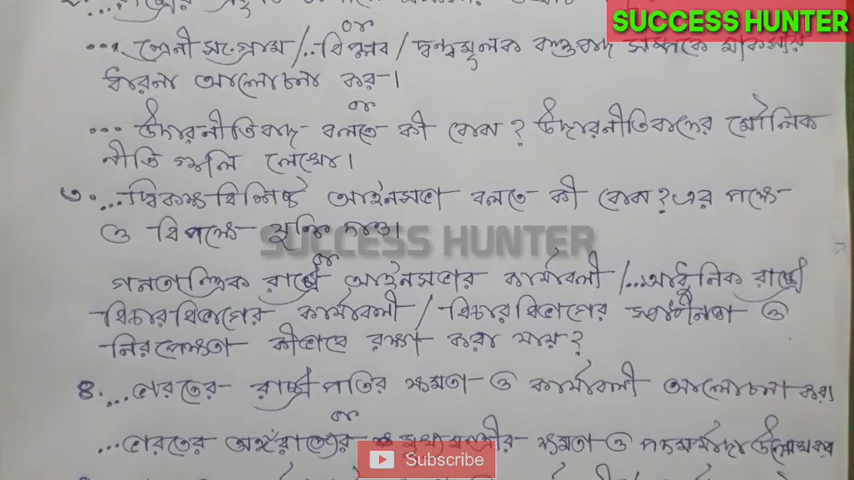 SUCCESS HUNTER
or
... শ্রেনী সংগ্রাম /..বিপ্লব / দ্বন্দ্বমূলক বস্তুবাদ সম্পর্কে মার্কসীয়
ধারনা আলোচনা কর।
or
... উদারনীতিবাদ বলতে কী বোঝ? উদারনীতিবাদের মৌলিক
নীতি গুলি লেখো।
৩. ...দ্বিকক্ষ বিশিষ্ট আইনসভা বলতে কী বোঝ? এর পক্ষে
ও বিপক্ষে যুক্তি দাও।
SUCCESS HUNTER
or
গনতান্ত্রিক রাষ্ট্রে আইনসভার কার্যাবলী /...আধুনিক রাষ্ট্রে
বিচারবিভাগের কার্যাবলী / বিচারবিভাগের স্বাধীনতা ও
নিরপেক্ষতা কীভাবে রক্ষা করা যায়?
৪. ...ভারতের রাষ্ট্রপতির ক্ষমতা ও কার্যাবলী আলোচনা কর।
or
...ভারতের অঙ্গরাজ্যের মুখ্যমন্ত্রীর ক্ষমতা ও পদমর্যাদা উল্লেখ কর
Subscribe